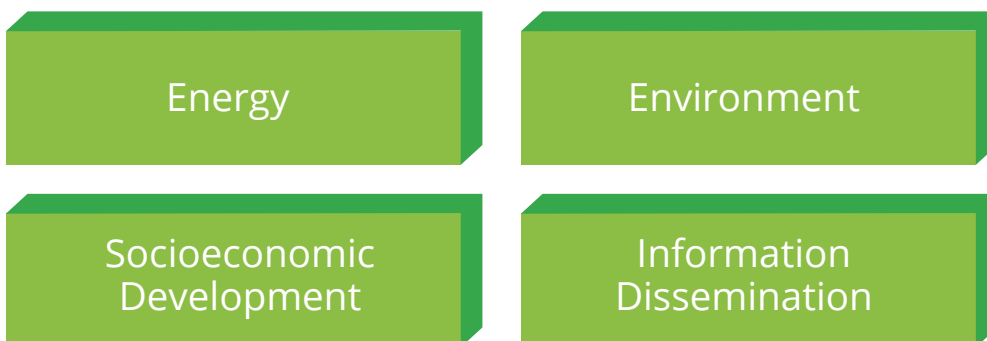 Energy
Environment
Socioeconomic
Development
Information
Dissemination